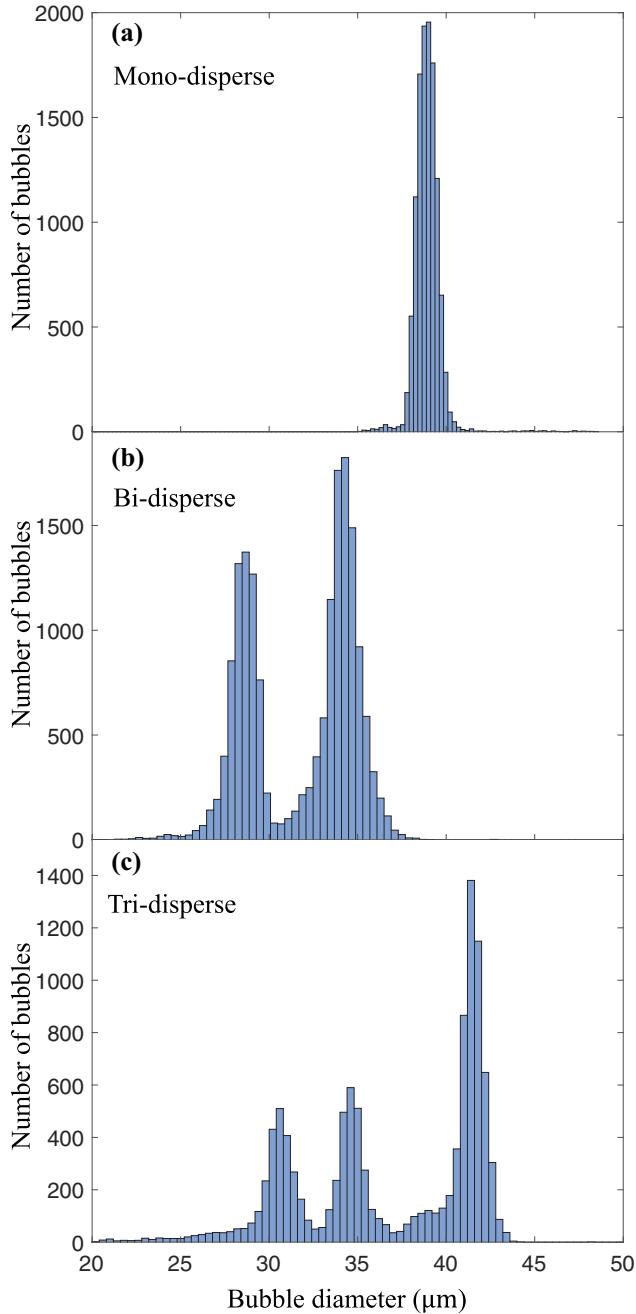 (a)
Mono-disperse
Number of bubbles
2000
1500
1000
500
0
(b)
Bi-disperse
Number of bubbles
1500
1000
500
0
(c)
Tri-disperse
Number of bubbles
1400
1200
1000
800
600
400
200
0
20 25 30 35 40 45 50
Bubble diameter (μm)